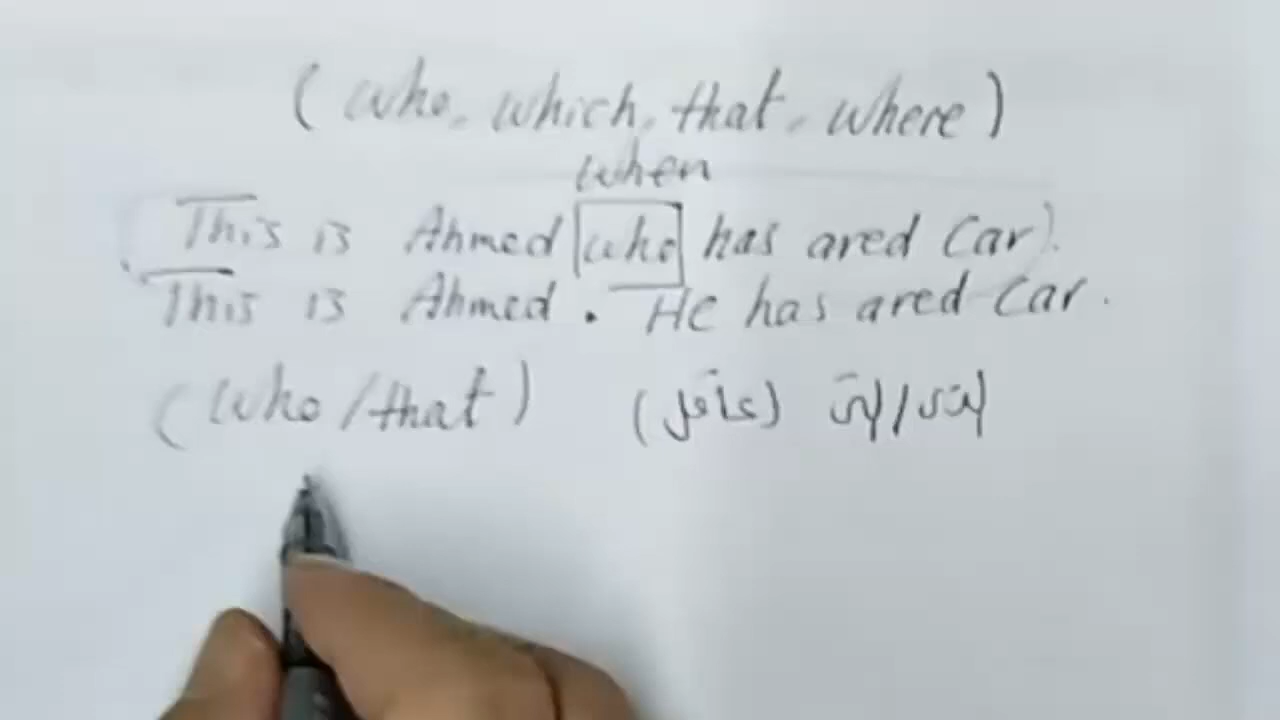 (who, which, that, where)
when
This is Ahmed who has ared Car).
This is Ahmed. He has ared Car.
(who/that) (عاقل)